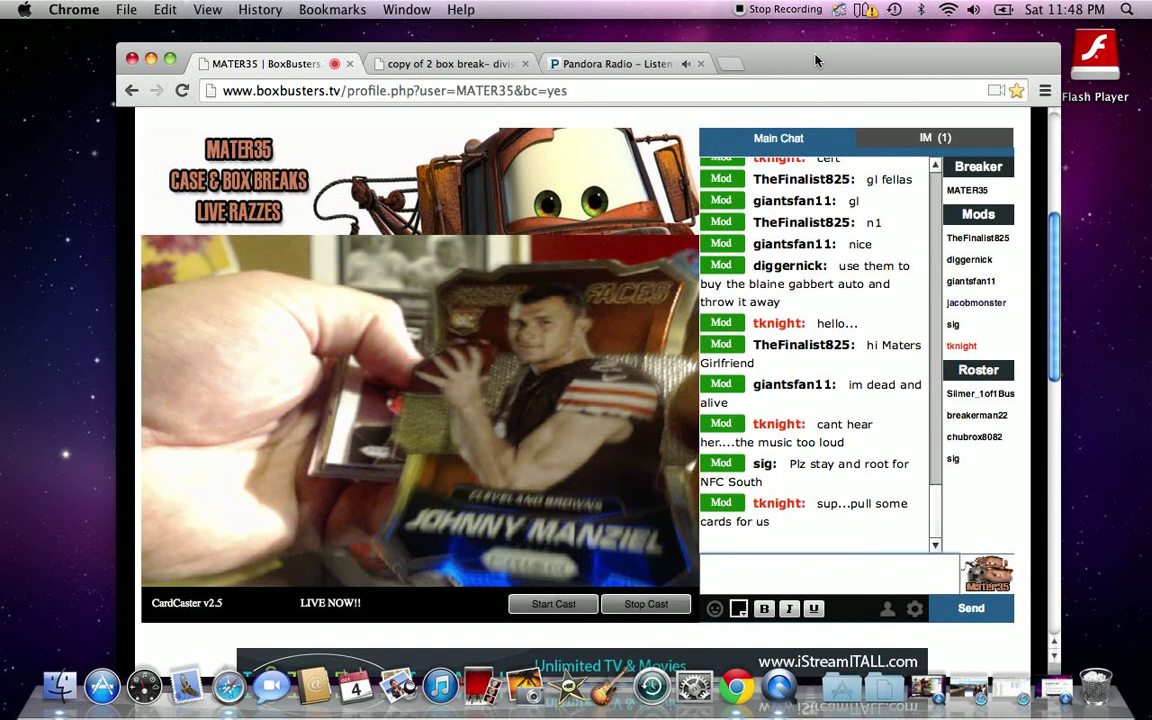 Chrome File Edit View History Bookmarks Window Help
Stop Recording Sat 11:48 PM
MATER35 | BoxBusters.
copy of 2 box break- divis
Pandora Radio - Listen
www.boxbusters.tv/profile.php?user=MATER35&bc=yes
Flash Player
MATER35
CASE & BOX BREAKS
LIVE RAZZES
FACES
CLEVELAND BROWNS
JOHNNY MANZIEL
CardCaster v2.5
LIVE NOW!!
Start Cast
Stop Cast
Main Chat
IM (1)
Mod tknight: cert
Mod TheFinalist825: gl fellas
Mod giantsfan11: gl
Mod TheFinalist825: n1
Mod giantsfan11: nice
Mod diggernick: use them to
buy the blaine gabbert auto and
throw it away
Mod tknight: hello...
Mod TheFinalist825: hi Maters
Girlfriend
Mod giantsfan11: im dead and
alive
Mod tknight: cant hear
her....the music too loud
Mod sig: Plz stay and root for
NFC South
Mod tknight: sup...pull some
cards for us
Breaker
MATER35
Mods
TheFinalist825
diggernick
giantsfan11
jacobmonster
sig
tknight
Roster
Slimer_1of1Bus
breakerman22
chubrox8082
sig
Mater35
B I U
Send
Unlimited TV & Movies
www.iStreamITALL.com
OCT
4